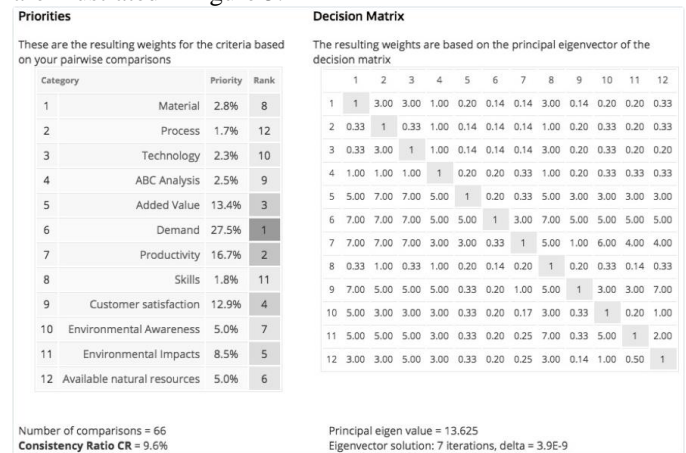 Priorities
These are the resulting weights for the criteria based
on your pairwise comparisons
Category Priority Rank
1 Material 2.8% 8
2 Process 1.7% 12
3 Technology 2.3% 10
4 ABC Analysis 2.5% 9
5 Added Value 13.4% 3
6 Demand 27.5% 1
7 Productivity 16.7% 2
8 Skills 1.8% 11
9 Customer satisfaction 12.9% 4
10 Environmental Awareness 5.0% 7
11 Environmental Impacts 8.5% 5
12 Available natural resources 5.0% 6
Number of comparisons = 66
Consistency Ratio CR = 9.6%
Decision Matrix
The resulting weights are based on the principal eigenvector of the
decision matrix
1 2 3 4 5 6 7 8 9 10 11 12
1 1 3.00 3.00 1.00 0.20 0.14 0.14 3.00 0.14 0.20 0.20 0.33
2 0.33 1 0.33 1.00 0.14 0.14 0.14 1.00 0.20 0.33 0.20 0.33
3 0.33 3.00 1 1.00 0.14 0.14 0.14 3.00 0.20 0.33 0.20 0.20
4 1.00 1.00 1.00 1 0.20 0.20 0.33 1.00 0.20 0.33 0.33 0.33
5 5.00 7.00 7.00 5.00 1 0.20 0.33 5.00 3.00 3.00 3.00 3.00
6 7.00 7.00 7.00 5.00 5.00 1 3.00 7.00 5.00 5.00 5.00 5.00
7 7.00 7.00 7.00 3.00 3.00 0.33 1 5.00 1.00 6.00 4.00 4.00
8 0.33 1.00 0.33 1.00 0.20 0.14 0.20 1 0.20 0.33 0.14 0.33
9 7.00 5.00 5.00 5.00 0.33 0.20 1.00 5.00 1 3.00 3.00 7.00
10 5.00 3.00 3.00 3.00 0.33 0.20 0.17 3.00 0.33 1 0.20 1.00
11 5.00 5.00 5.00 3.00 0.33 0.20 0.25 7.00 0.33 5.00 1 2.00
12 3.00 3.00 5.00 3.00 0.33 0.20 0.25 3.00 0.14 1.00 0.50 1
Principal eigen value = 13.625
Eigenvector solution: 7 iterations, delta = 3.9E-9